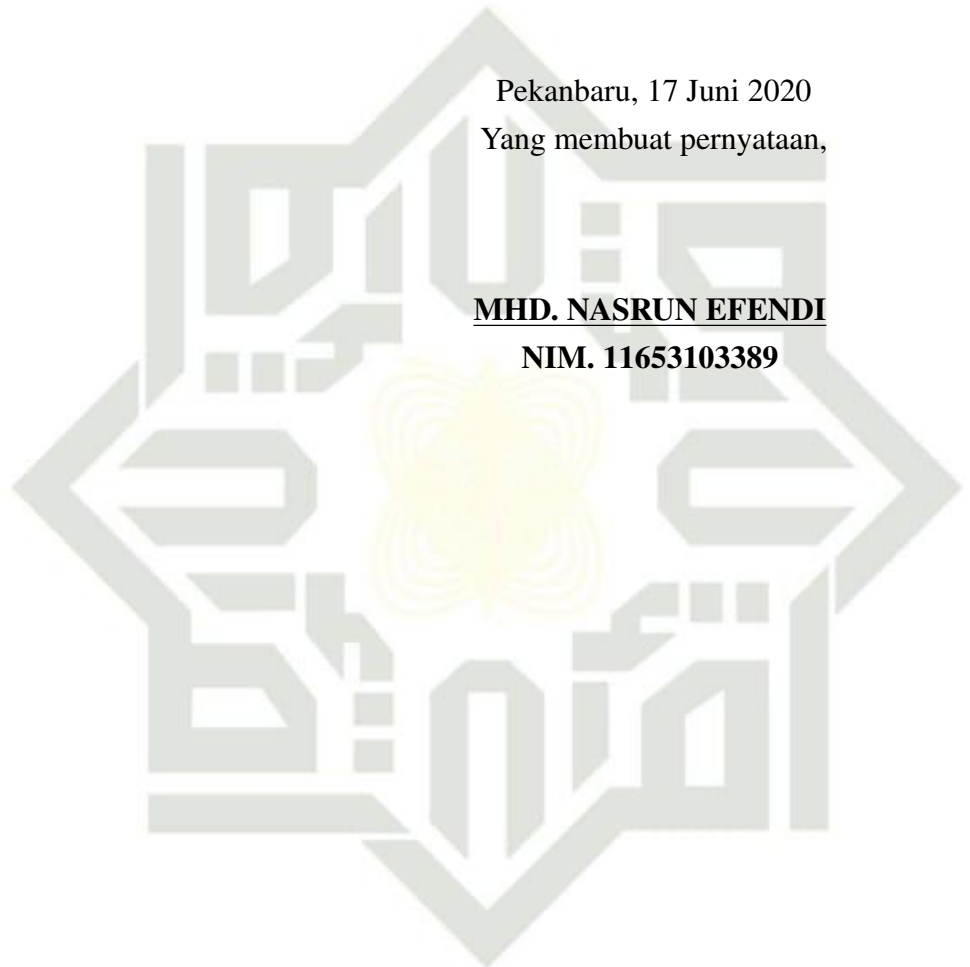 Pekanbaru, 17 Juni 2020
Yang membuat pernyataan,
MHD. NASRUN EFENDI
NIM. 11653103389